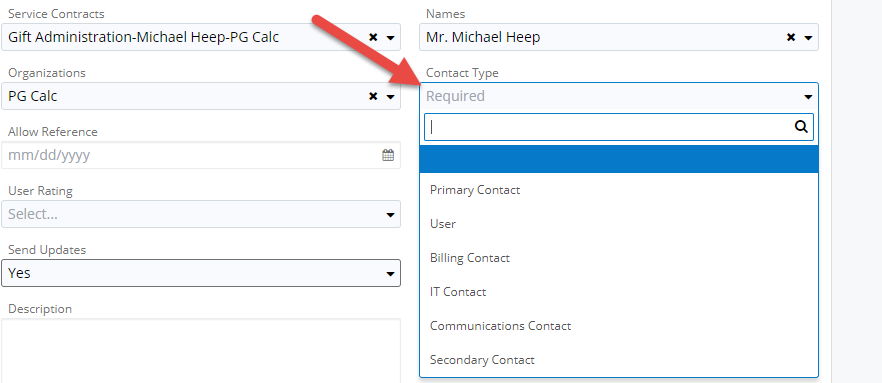 Service Contracts
Gift Administration-Michael Heep-PG Calc
Names
Mr. Michael Heep
Organizations
PG Calc
Contact Type
Required
Allow Reference
mm/dd/yyyy
User Rating
Select...
Send Updates
Yes
Description
Primary Contact
User
Billing Contact
IT Contact
Communications Contact
Secondary Contact